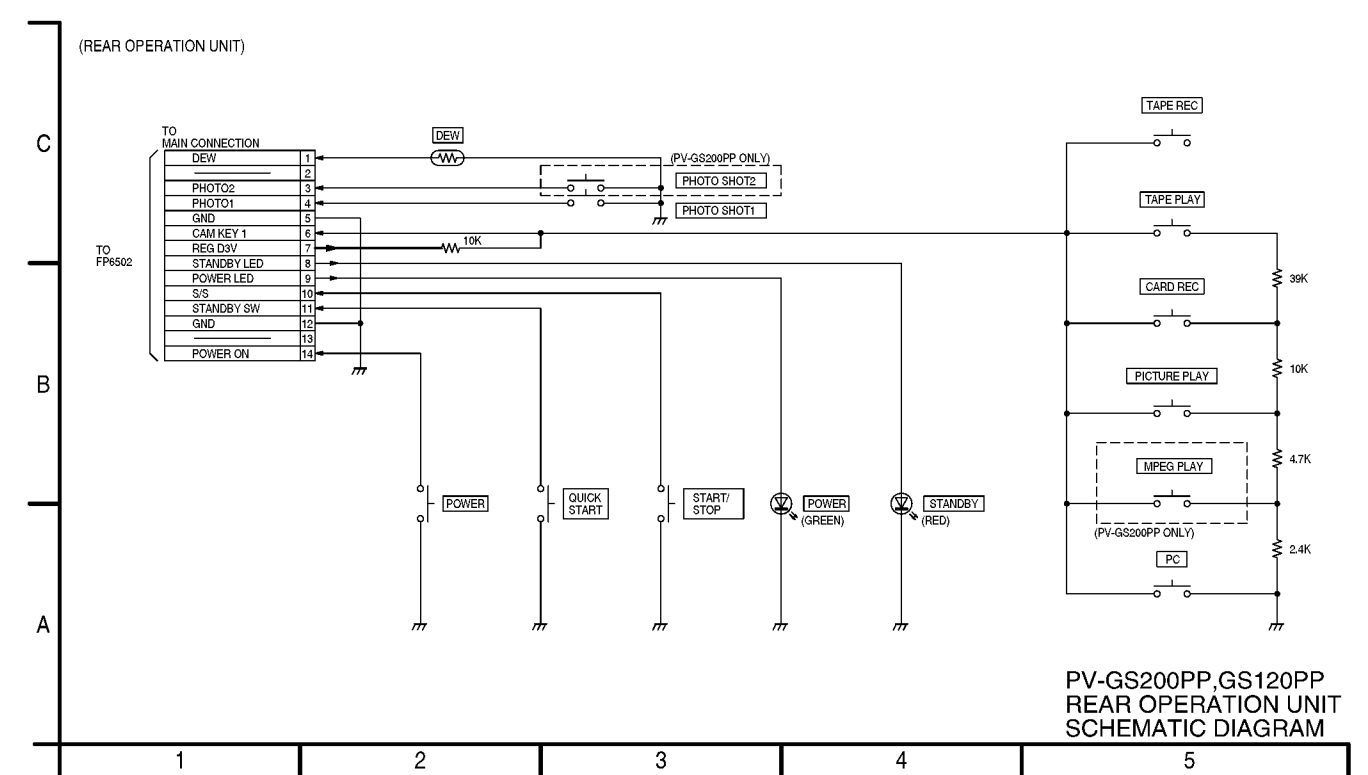 (REAR OPERATION UNIT)
C
TO
MAIN CONNECTION
DEW 1
2
PHOTO2 3
PHOTO1 4
GND 5
CAM KEY 1 6
REG D3V 7
STANDBY LED 8
POWER LED 9
S/S 10
STANDBY SW 11
GND 12
13
POWER ON 14
TO
FP6502
DEW
(PV-GS200PP ONLY)
PHOTO SHOT2
PHOTO SHOT1
10K
TAPE REC
TAPE PLAY
39K
CARD REC
B
10K
PICTURE PLAY
4.7K
MPEG PLAY
(PV-GS200PP ONLY)
2.4K
PC
POWER
QUICK
START
START/
STOP
POWER
(GREEN)
STANDBY
(RED)
A
PV-GS200PP,GS120PP
REAR OPERATION UNIT
SCHEMATIC DIAGRAM
1 2 3 4 5